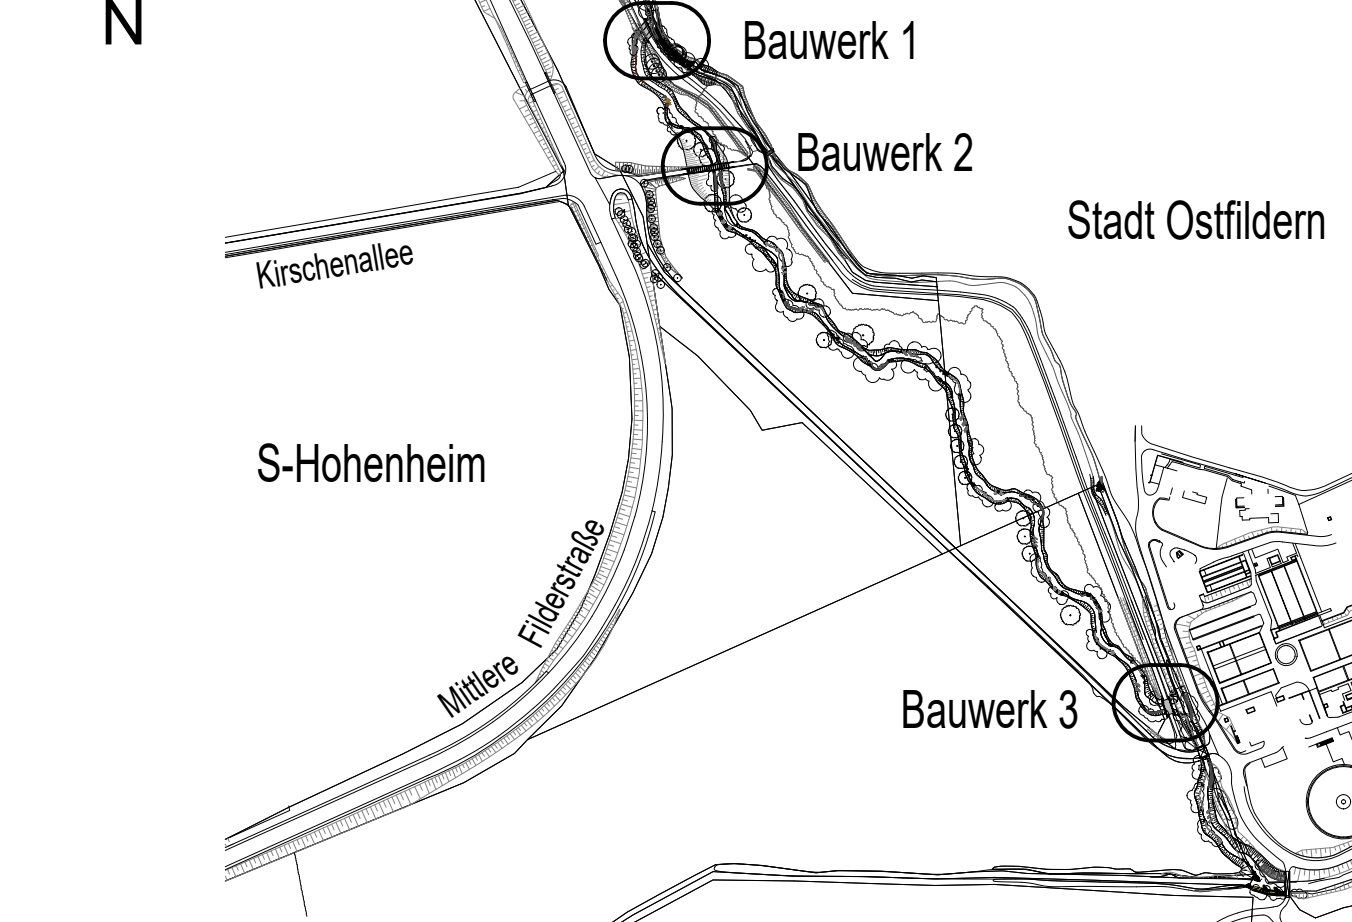 N
Bauwerk 1
Bauwerk 2
Stadt Ostfildern
Kirschenallee
S-Hohenheim
Mittlere Filderstraße
Bauwerk 3